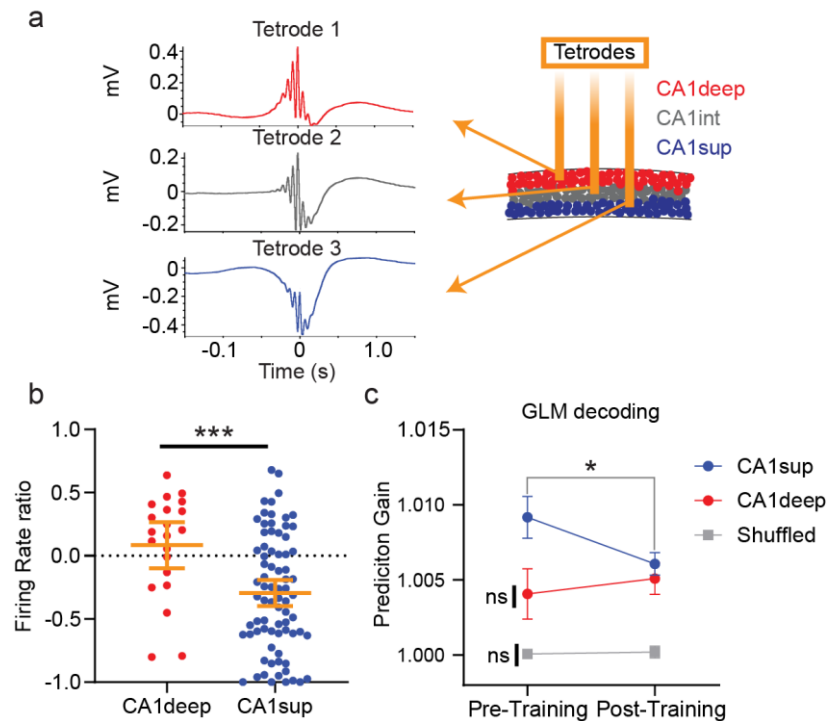 a
Tetrode 1
mV
0.4
0.2
0
Tetrode 2
mV
0.2
0
-0.2
Tetrode 3
mV
0
-0.2
-0.4
-0.1
0
1.0
Time (s)
Tetrodes
CA1deep
CA1int
CA1sup
b
Firing Rate ratio
1.0
0.5
0.0
-0.5
-1.0
***
CA1deep
CA1sup
c
GLM decoding
Prediciton Gain
1.015
1.010
1.005
1.000
*
ns
ns
Pre-Training
Post-Training
CA1sup
CA1deep
Shuffled